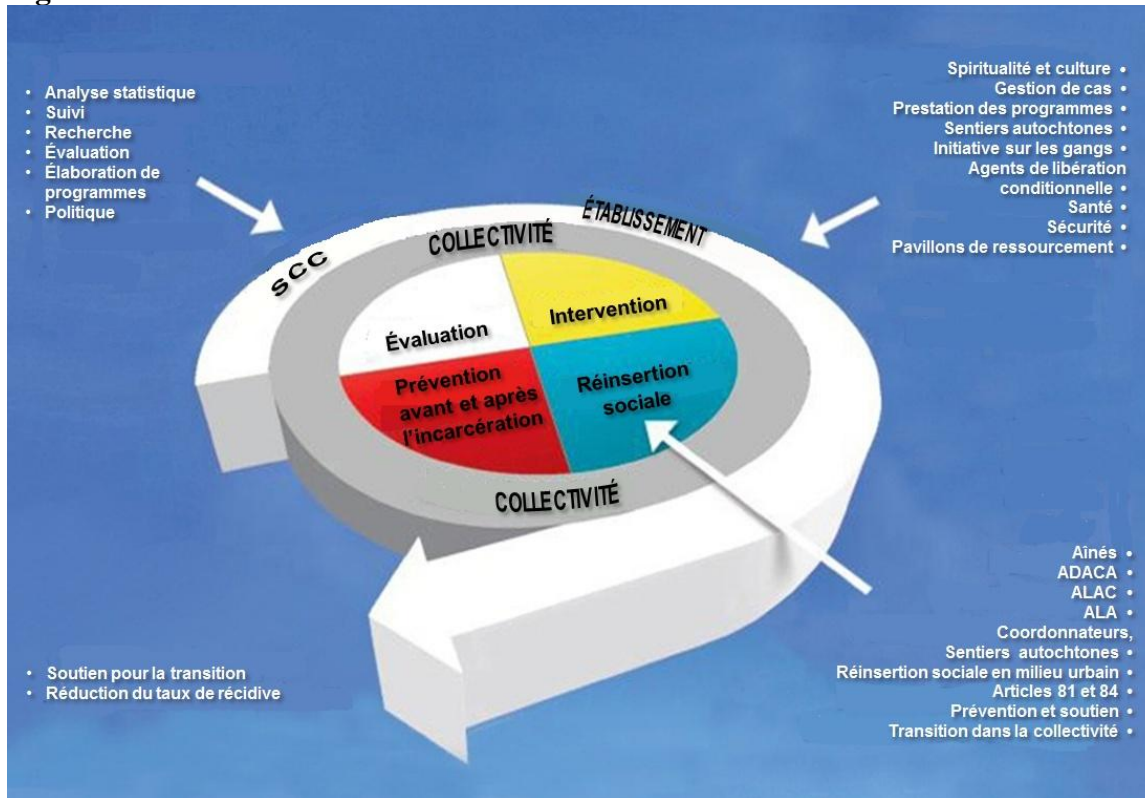 • Analyse statistique
• Suivi
• Recherche
• Évaluation
• Élaboration de
programmes
• Politique
Spiritualité et culture •
Gestion de cas •
Prestation des programmes •
Sentiers autochtones •
Initiative sur les gangs •
Agents de libération
conditionnelle •
Santé •
Sécurité •
Pavillons de ressourcement •
SCC
COLLECTIVITÉ
ÉTABLISSEMENT
Évaluation
Intervention
Prévention
avant et après
l'incarcération
Réinsertion
sociale
COLLECTIVITÉ
• Soutien pour la transition
• Réduction du taux de récidive
Aînés •
ADACA •
ALAC •
ALA •
Coordonnateurs,
Sentiers autochtones •
Réinsertion sociale en milieu urbain •
Articles 81 et 84 •
Prévention et soutien •
Transition dans la collectivité •